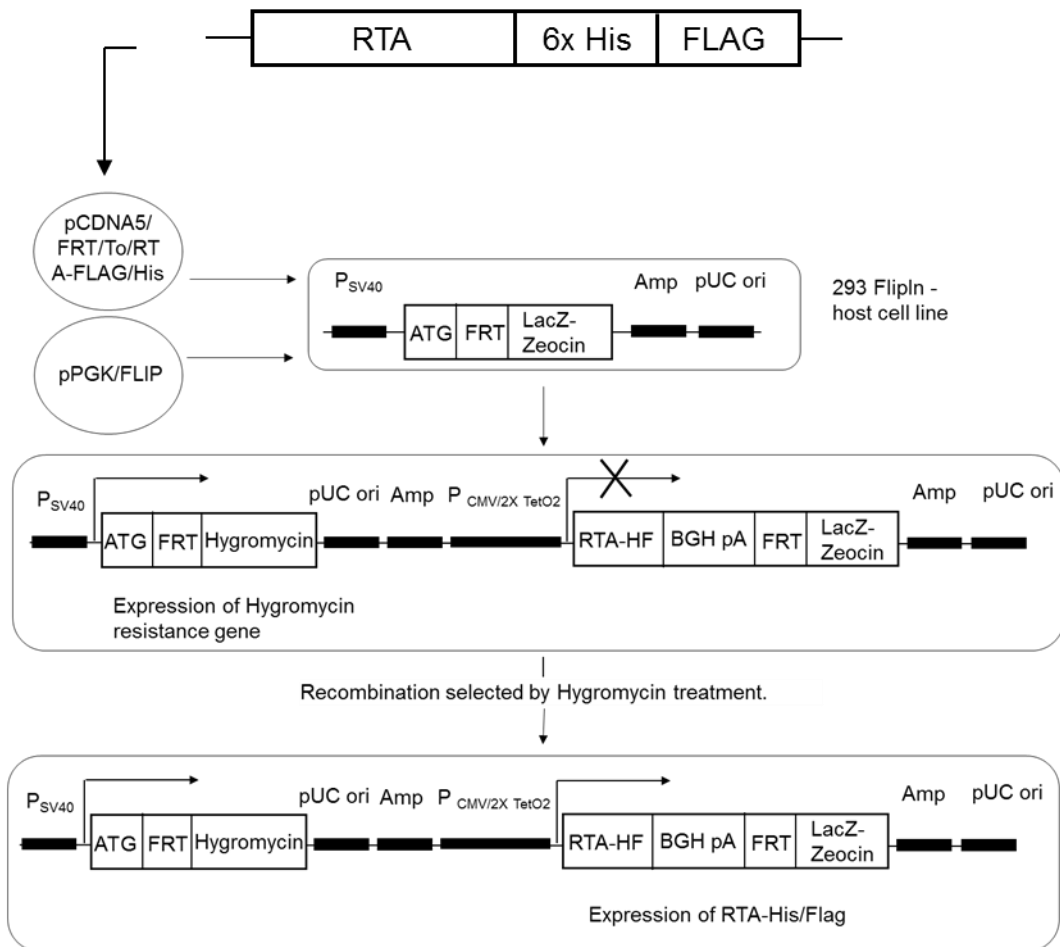 RTA 6x His FLAG
pCDNA5/
FRT/To/RT
A-FLAG/His
pPGK/FLIP
PSV40 Amp pUC ori
ATG FRT LacZ-
Zeocin
293 FlipIn -
host cell line
PSV40 pUC ori Amp P CMV/2X TetO2 Amp pUC ori
ATG FRT Hygromycin RTA-HF BGH pA FRT LacZ-
Zeocin
Expression of Hygromycin
resistance gene
Recombination selected by Hygromycin treatment.
PSV40 pUC ori Amp P CMV/2X TetO2 Amp pUC ori
ATG FRT Hygromycin RTA-HF BGH pA FRT LacZ-
Zeocin
Expression of RTA-His/Flag